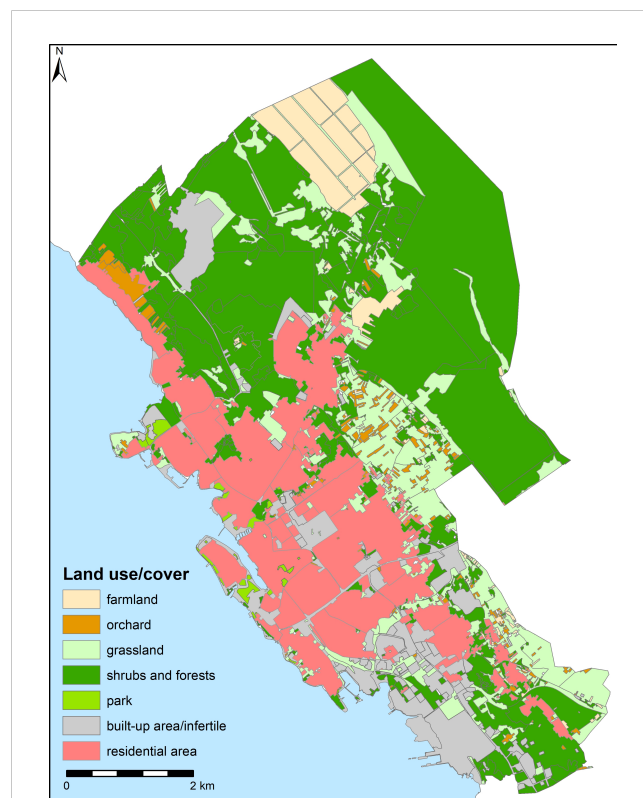 N
Land use/cover
farmland
orchard
grassland
shrubs and forests
park
built-up area/infertile
residential area
0 2 km